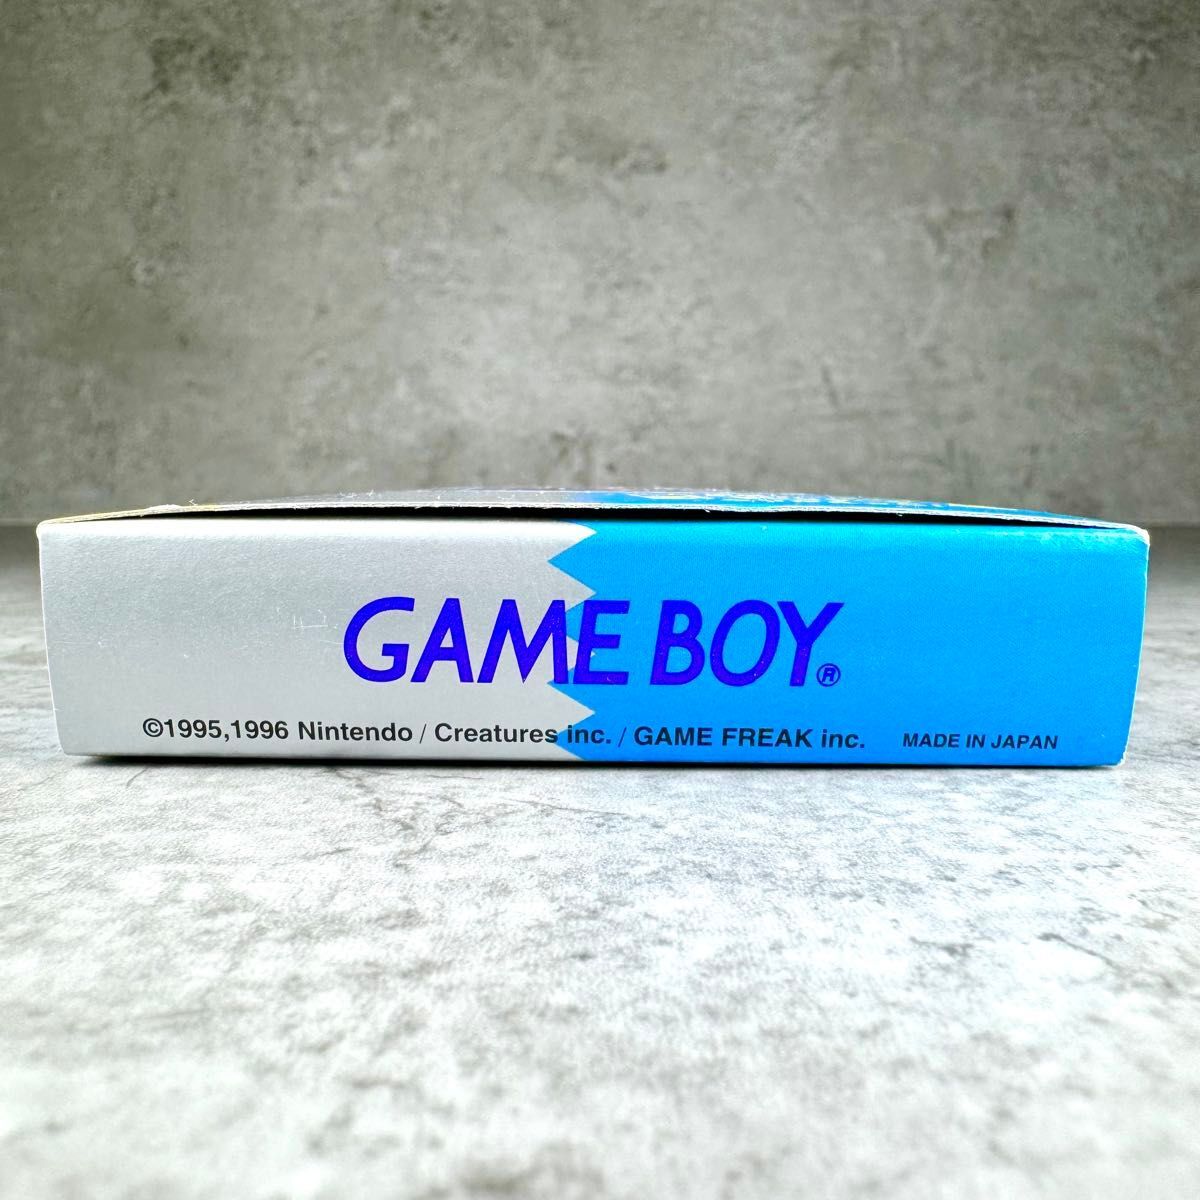 GAME BOY®
©1995,1996 Nintendo / Creatures inc. / GAME FREAK inc. MADE IN JAPAN